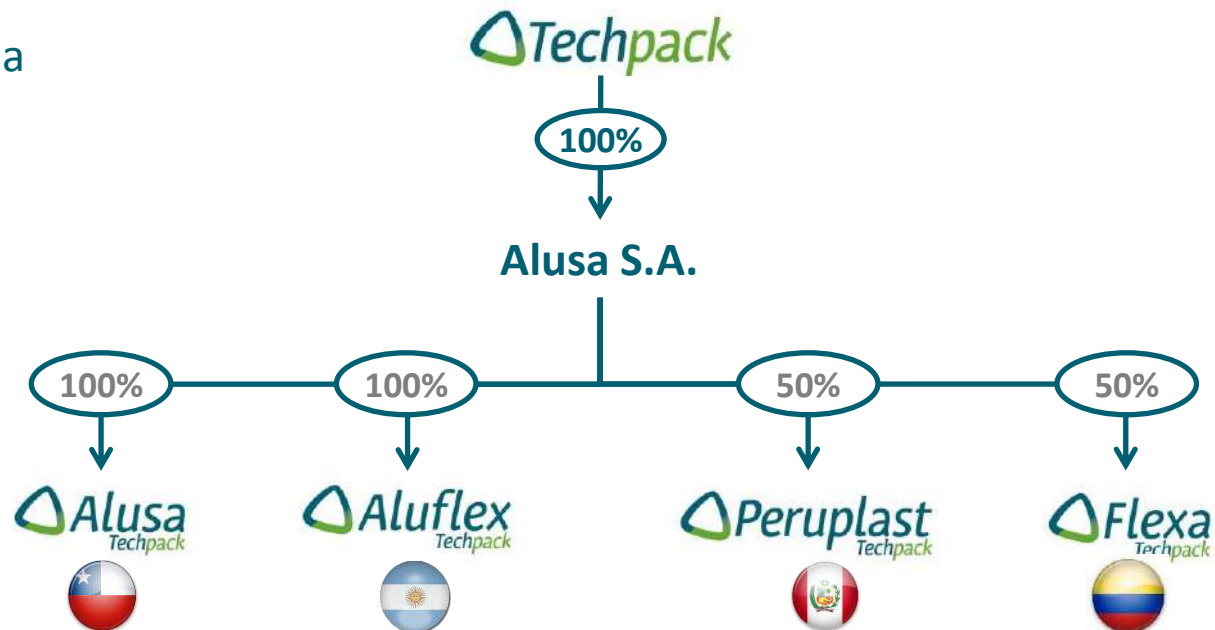 a
Techpack
100%
Alusa S.A.
100% 100% 50% 50%
Alusa Aluflex Peruplast Flexa
Techpack Techpack Techpack Techpack